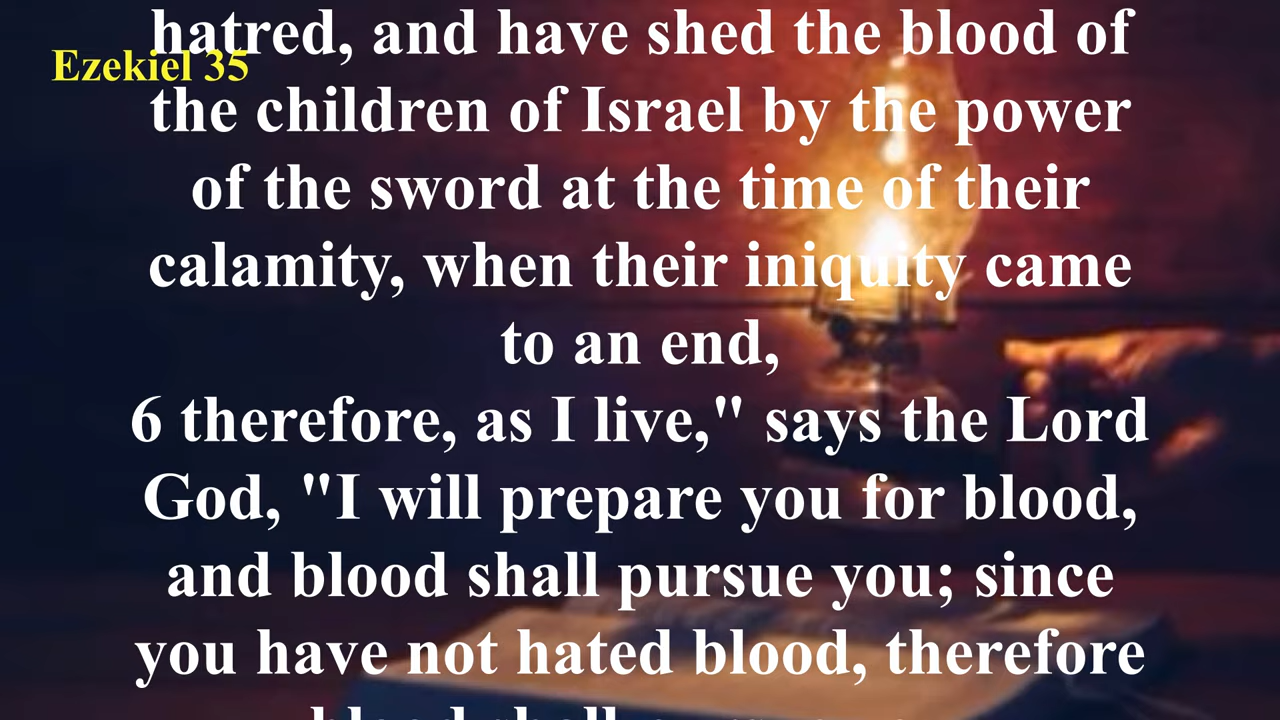 Ezekiel 35
hatred, and have shed the blood of
the children of Israel by the power
of the sword at the time of their
calamity, when their iniquity came
to an end,
6 therefore, as I live," says the Lord
God, "I will prepare you for blood,
and blood shall pursue you; since
you have not hated blood, therefore
blood shall